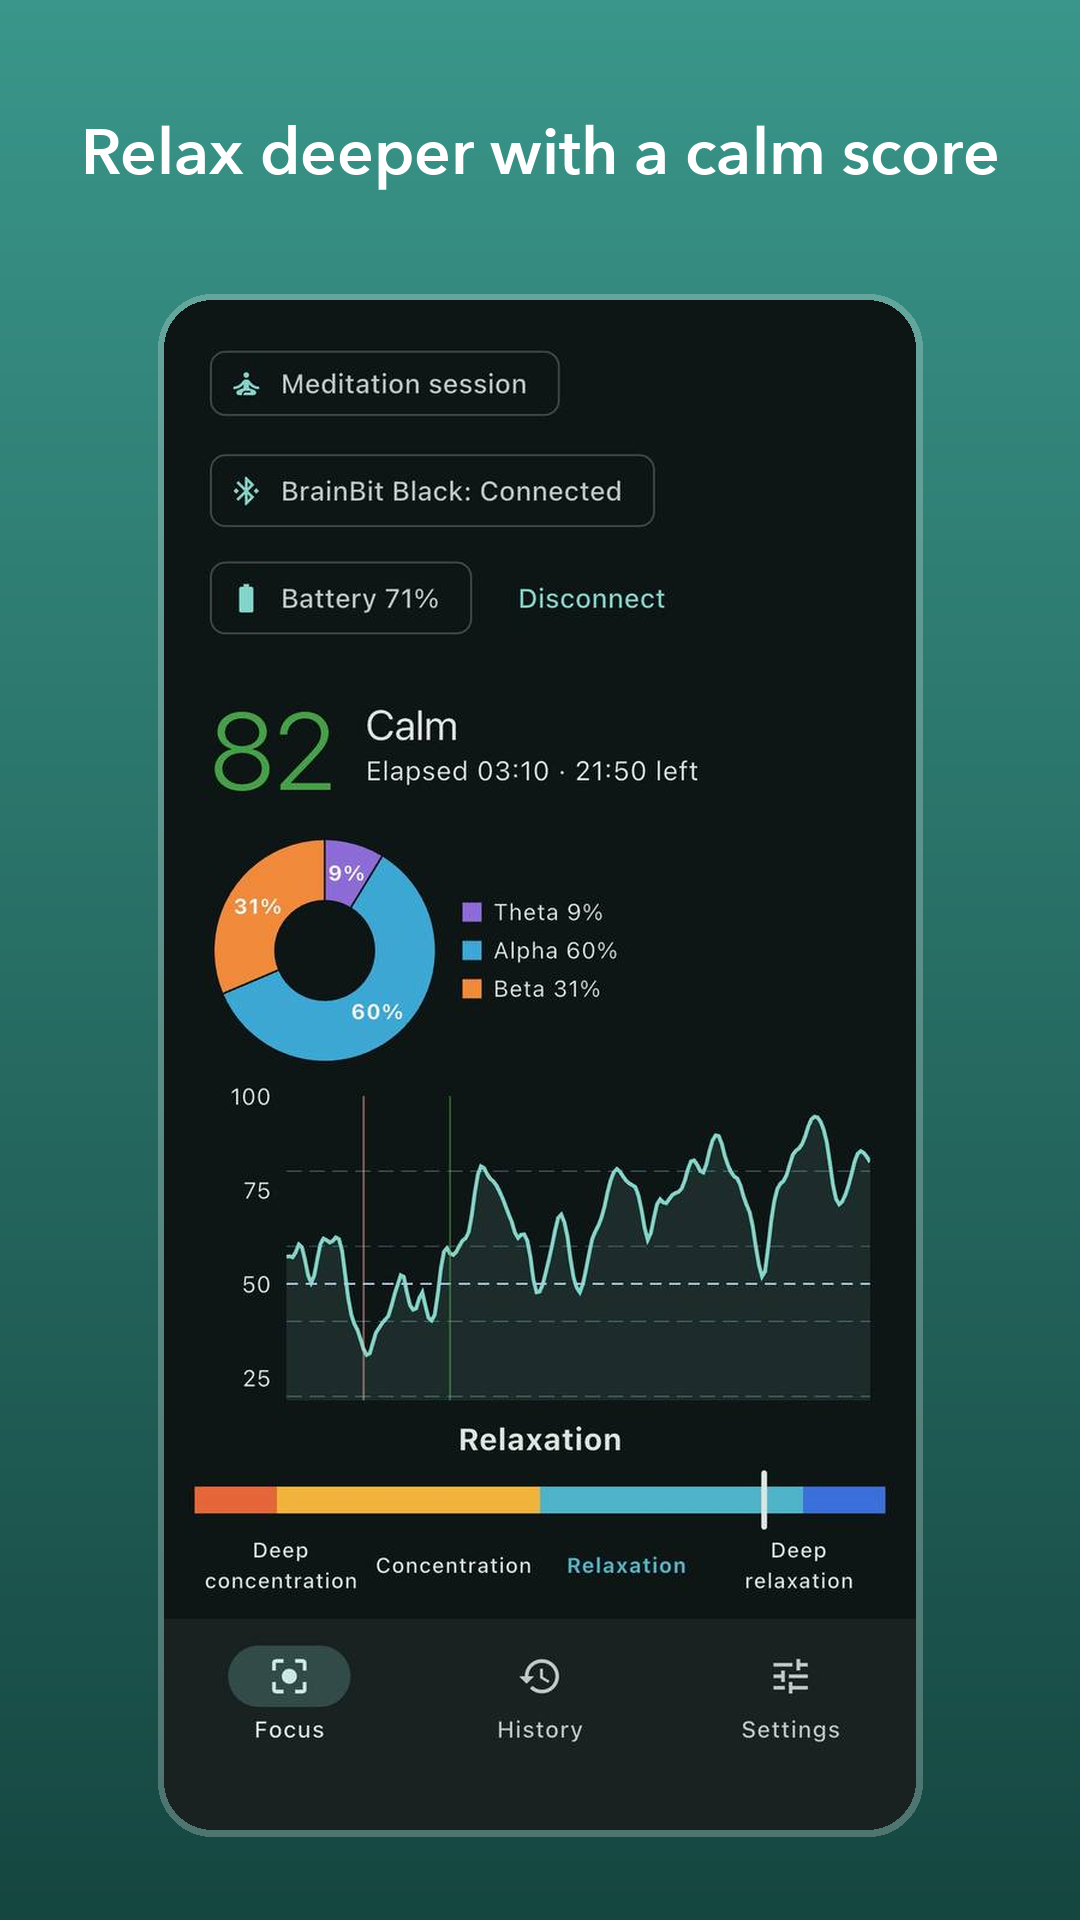 Relax deeper with a calm score
Meditation session
BrainBit Black: Connected
Battery 71%
Disconnect
82
Calm
Elapsed 03:10 · 21:50 left
9%
31%
60%
Theta 9%
Alpha 60%
Beta 31%
100
75
50
25
Relaxation
Deep
concentration
Concentration
Relaxation
Deep
relaxation
Focus
History
Settings